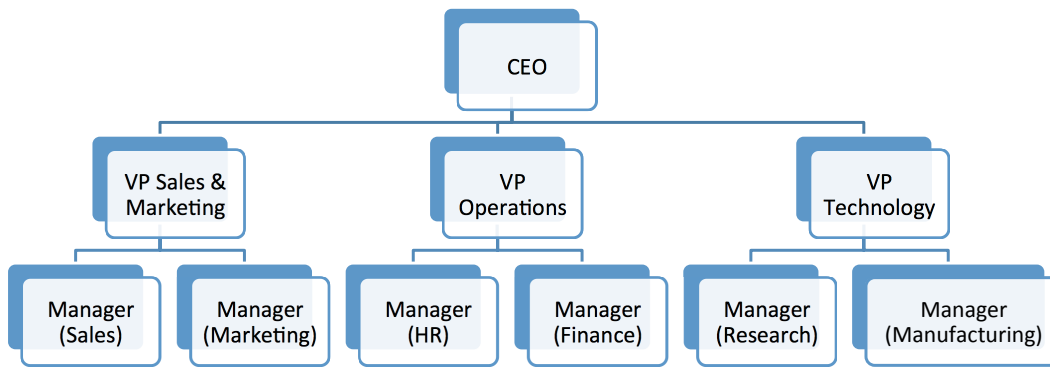 CEO
VP Sales &
Marketing
VP
Operations
VP
Technology
Manager
(Sales)
Manager
(Marketing)
Manager
(HR)
Manager
(Finance)
Manager
(Research)
Manager
(Manufacturing)